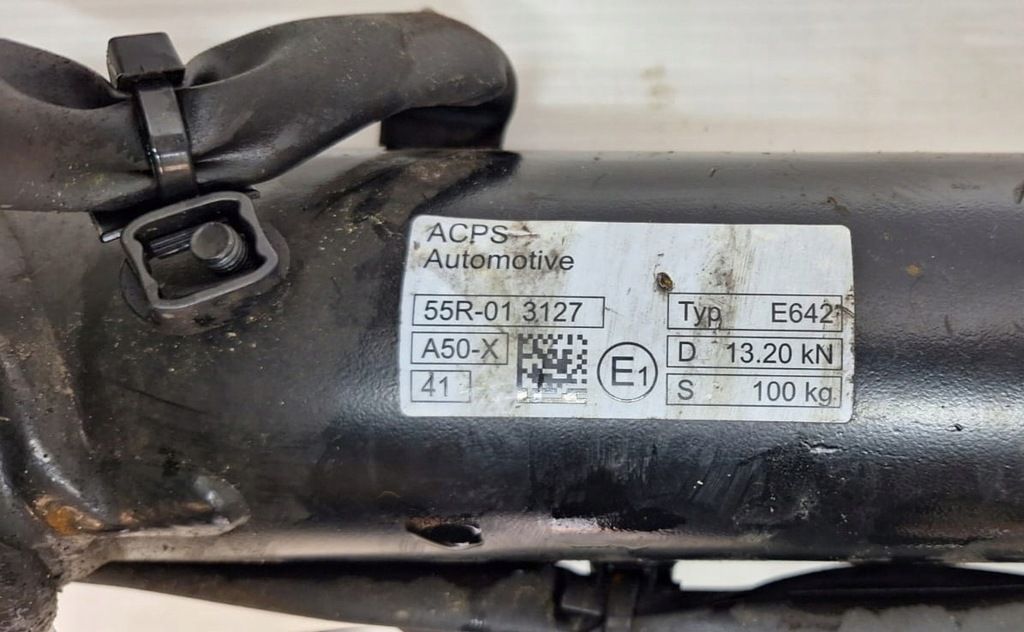 ACPS
Automotive
55R-01 3127
A50-X
41
E1
Typ E642
D 13.20 kN
S 100 kg